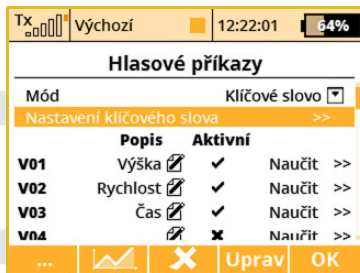 Tx Výchozí 12:22:01 64%
Hlasové příkazy
Mód Klíčové slovo
Nastavení klíčového slova >>
Popis Aktivní
V01 Výška Naučit >>
V02 Rychlost Naučit >>
V03 Čas Naučit >>
V04 Naučit >>
... Uprav OK